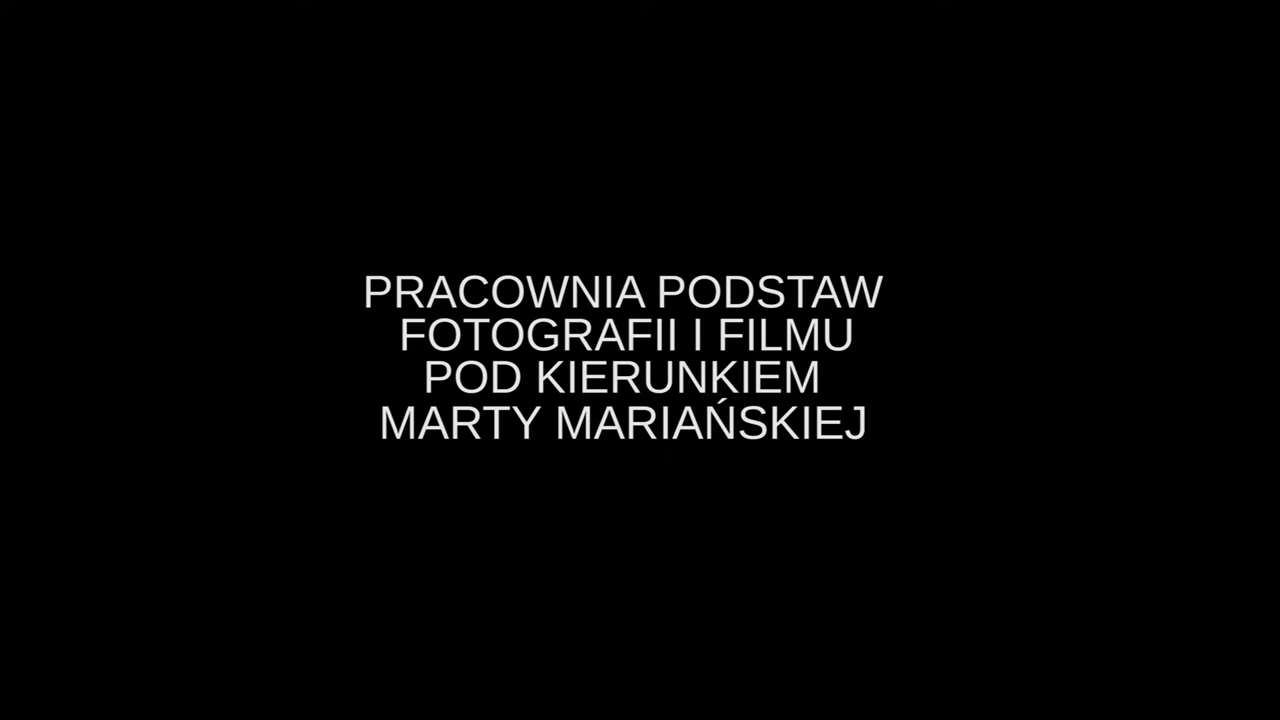 PRACOWNIA PODSTAW
FOTOGRAFII I FILMU
POD KIERUNKIEM
MARTY MARIAŃSKIEJ